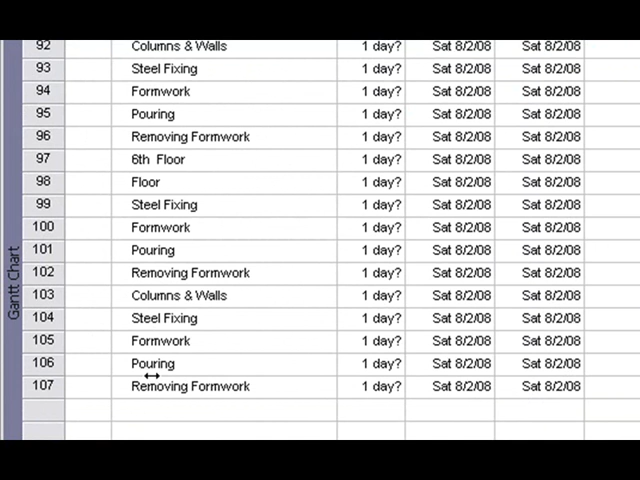 92 Columns & Walls 1 day? Sat 8/2/08 Sat 8/2/08
93 Steel Fixing 1 day? Sat 8/2/08 Sat 8/2/08
94 Formwork 1 day? Sat 8/2/08 Sat 8/2/08
95 Pouring 1 day? Sat 8/2/08 Sat 8/2/08
96 Removing Formwork 1 day? Sat 8/2/08 Sat 8/2/08
97 6th Floor 1 day? Sat 8/2/08 Sat 8/2/08
98 Floor 1 day? Sat 8/2/08 Sat 8/2/08
99 Steel Fixing 1 day? Sat 8/2/08 Sat 8/2/08
100 Formwork 1 day? Sat 8/2/08 Sat 8/2/08
101 Pouring 1 day? Sat 8/2/08 Sat 8/2/08
102 Removing Formwork 1 day? Sat 8/2/08 Sat 8/2/08
103 Columns & Walls 1 day? Sat 8/2/08 Sat 8/2/08
104 Steel Fixing 1 day? Sat 8/2/08 Sat 8/2/08
105 Formwork 1 day? Sat 8/2/08 Sat 8/2/08
106 Pouring 1 day? Sat 8/2/08 Sat 8/2/08
107 Removing Formwork 1 day? Sat 8/2/08 Sat 8/2/08
Gantt Chart